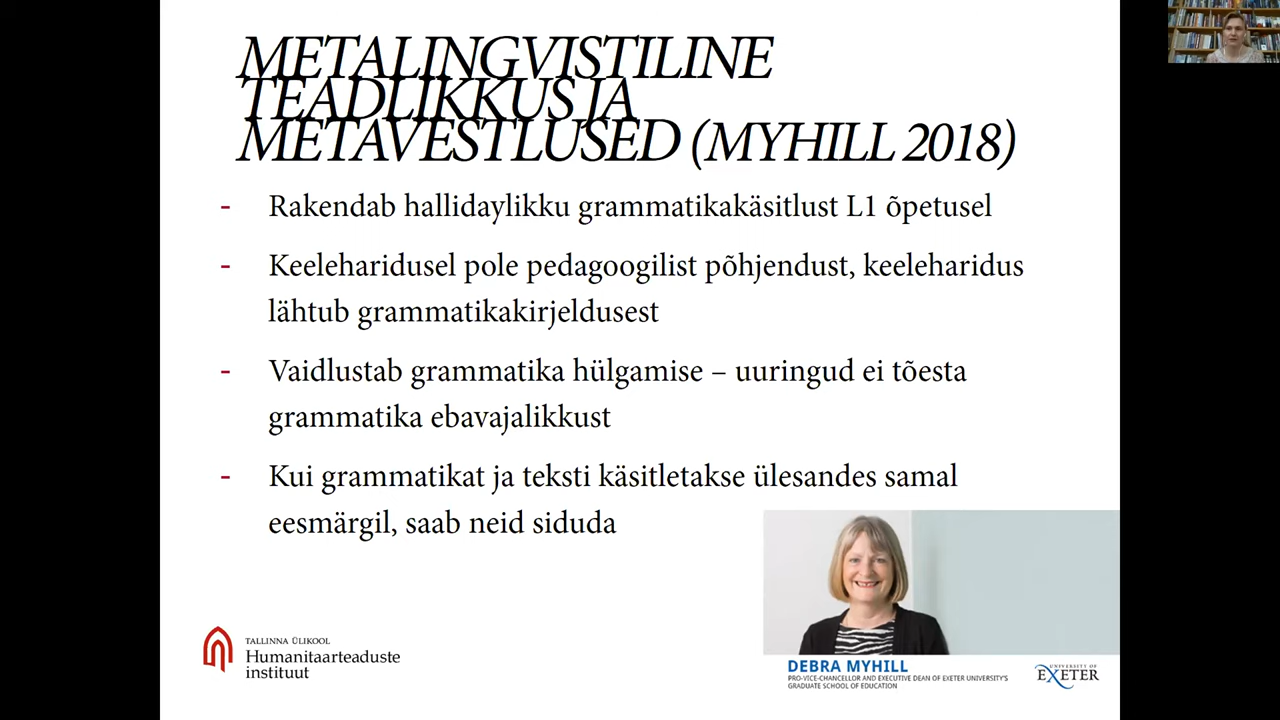 METALINGVISTILINE
TEADLIKKUS JA
METAVESTLUSED (MYHILL 2018)
- Rakendab hallidaylikku grammatikakäsitlust L1 õpetusel
- Keeleharidusel pole pedagoogilist põhjendust, keeleharidus
lähtub grammatikakirjeldusest
- Vaidlustab grammatika hülgamise – uuringud ei tõesta
grammatika ebavajalikkust
- Kui grammatikat ja teksti käsitletakse ülesandes samal
eesmärgil, saab neid siduda
TALLINNA ÜLIKOOL
Humanitaarteaduste
instituut
DEBRA MYHILL
PRO-VICE-CHANCELLOR AND EXECUTIVE DEAN OF EXETER UNIVERSITY'S
GRADUATE SCHOOL OF EDUCATION
UNIVERSITY OF
EXETER